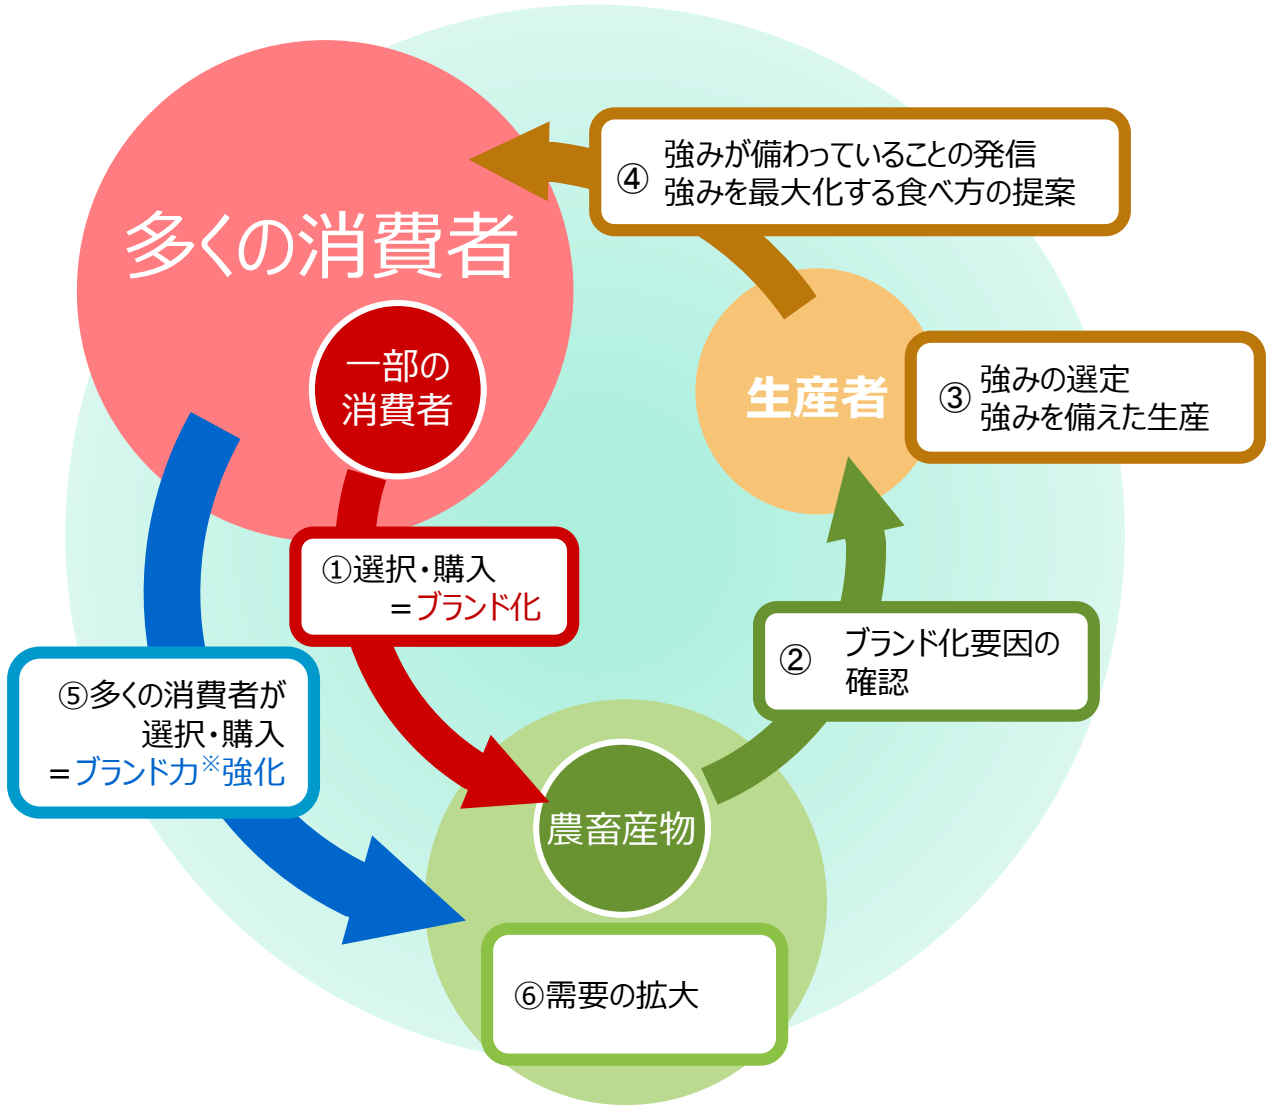 多くの消費者
一部の
消費者
④ 強みが備わっていることの発信
強みを最大化する食べ方の提案
生産者
③ 強みの選定
強みを備えた生産
①選択・購入
＝ブランド化
② ブランド化要因の
確認
⑤多くの消費者が
選択・購入
＝ブランド力※強化
農畜産物
⑥需要の拡大